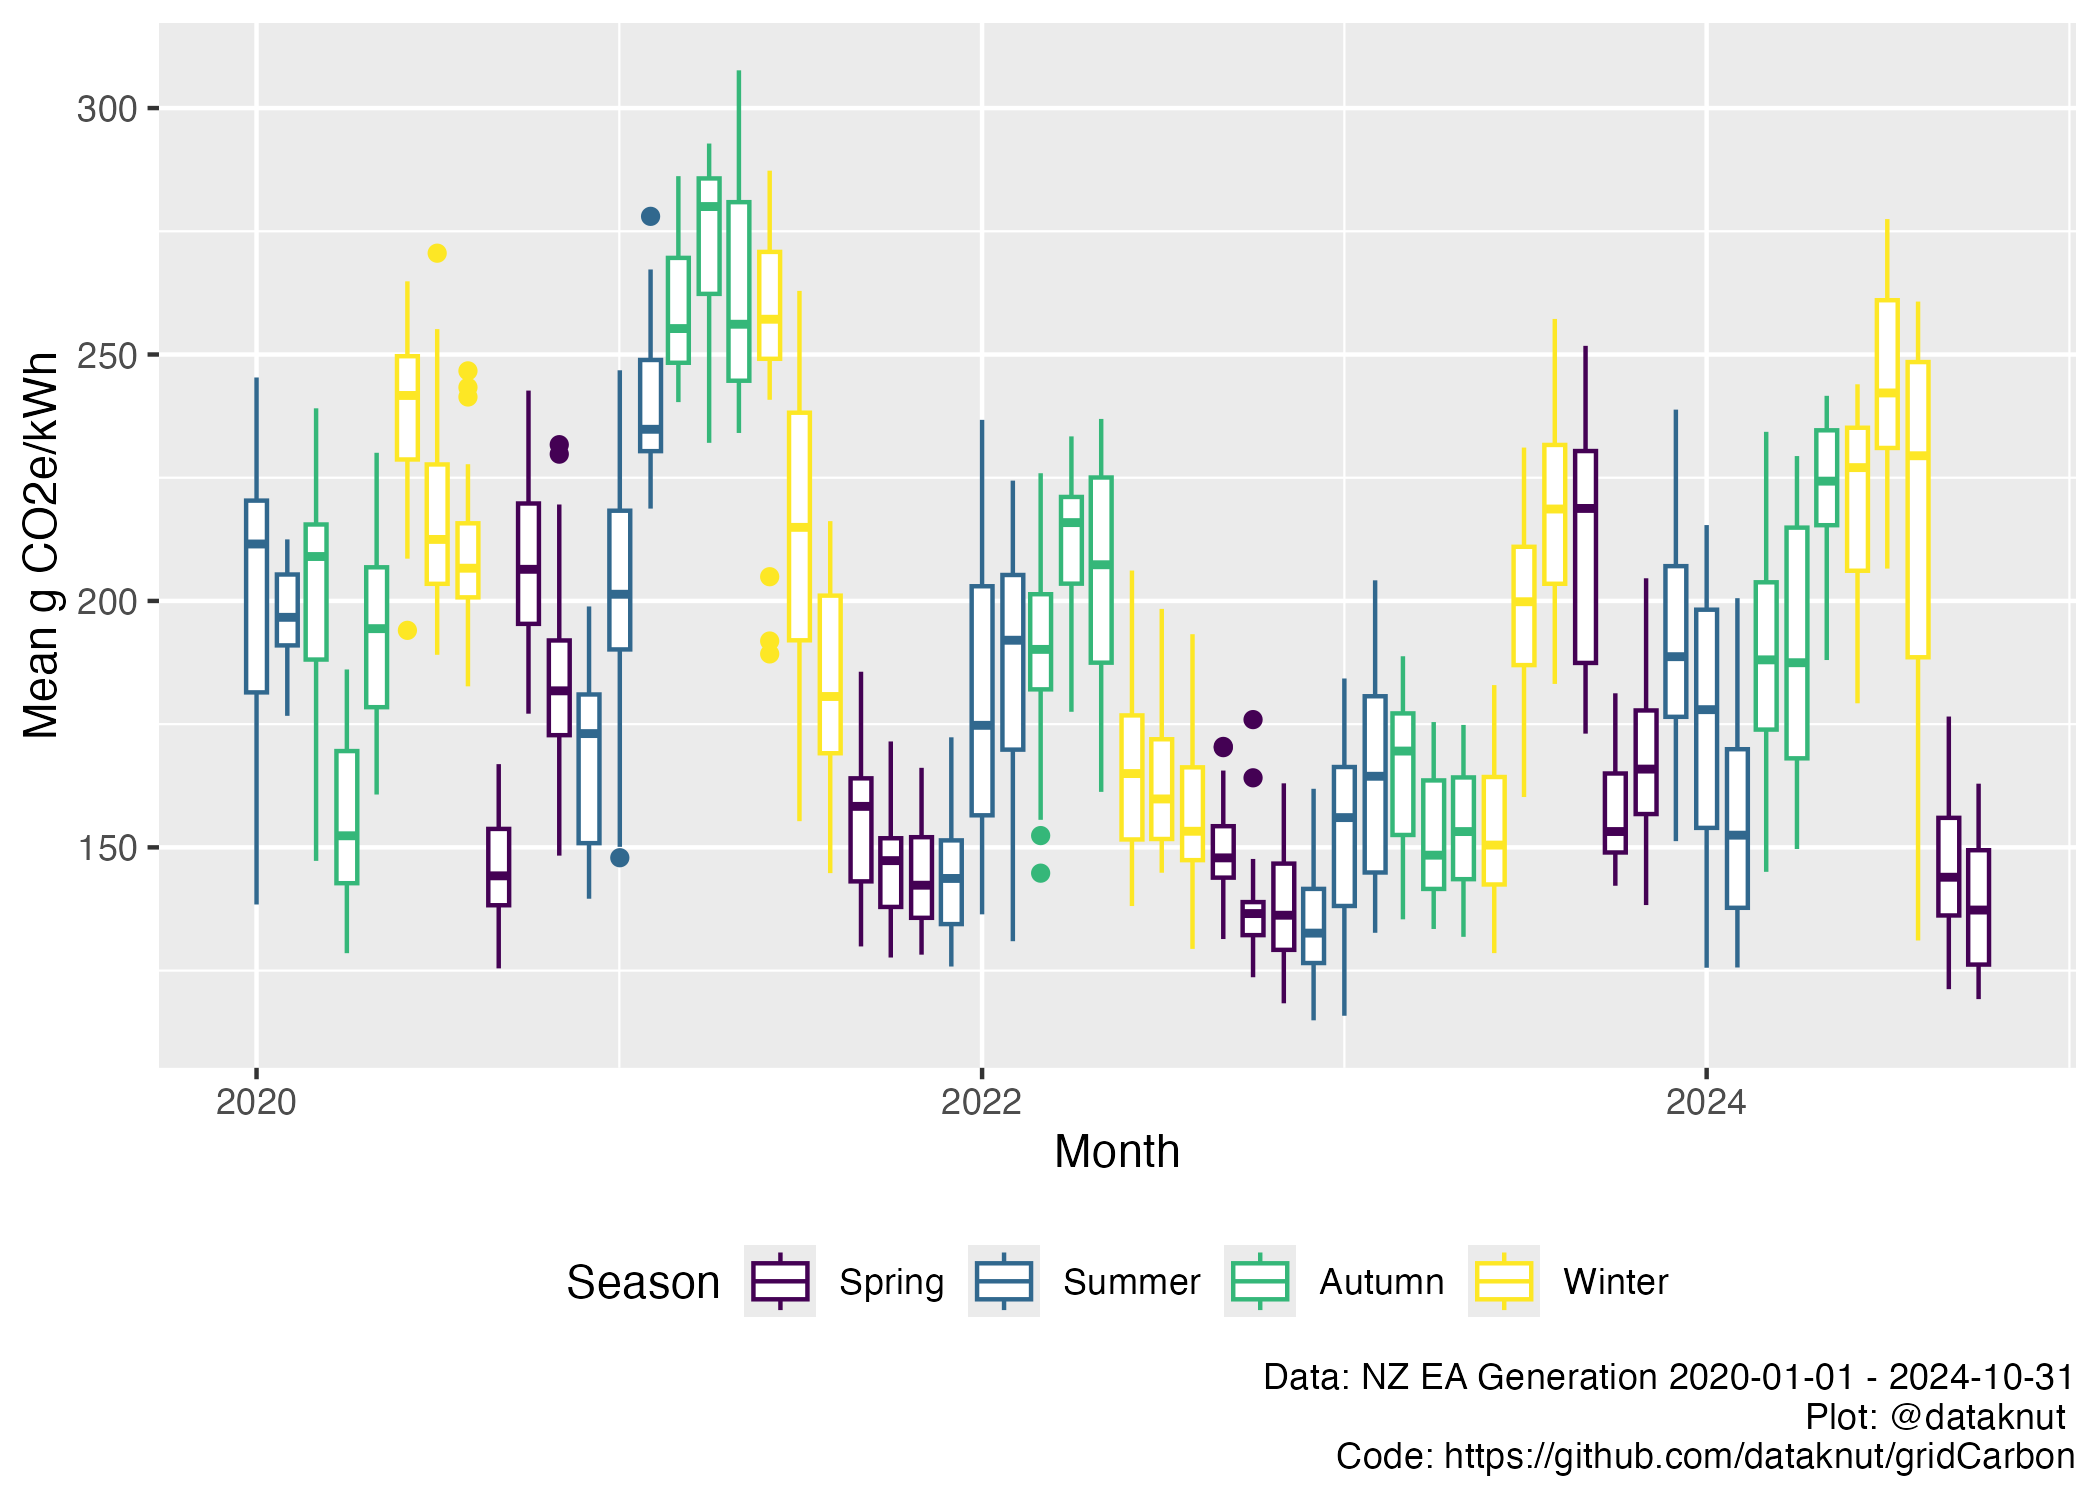 Mean g CO2e/kWh
300
250
200
150
2020 2022 2024
Month
Season Spring Summer Autumn Winter
Data: NZ EA Generation 2020-01-01 - 2024-10-31
Plot: @dataknut
Code: https://github.com/dataknut/gridCarbon